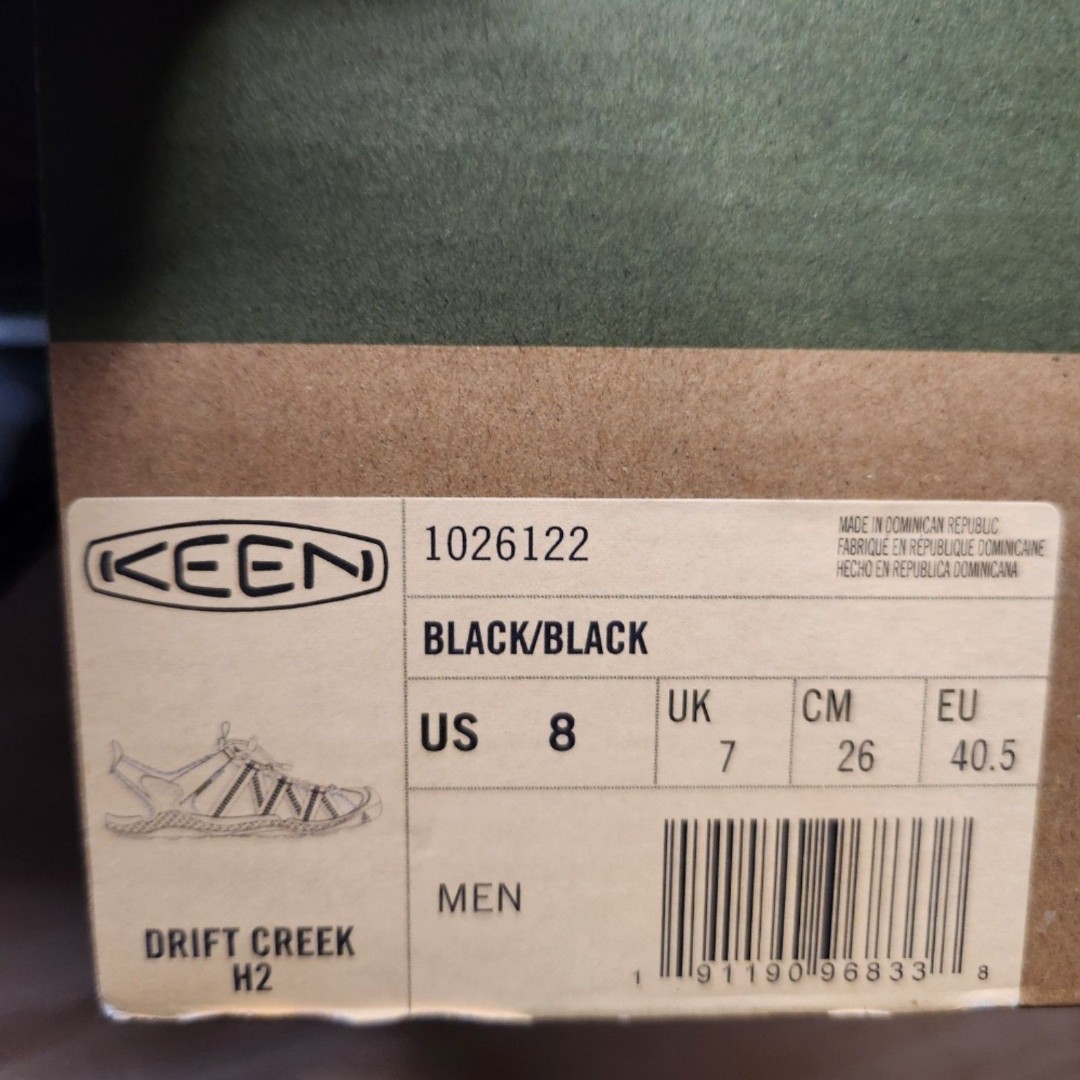 KEEN
1026122
MADE IN DOMINICAN REPUBLIC
FABRIQUÉ EN RÉPUBLIQUE DOMINICAINE
HECHO EN REPUBLICA DOMINICANA
BLACK/BLACK
US 8
UK 7
CM 26
EU 40.5
DRIFT CREEK
H2
MEN
1 91190 96833 8